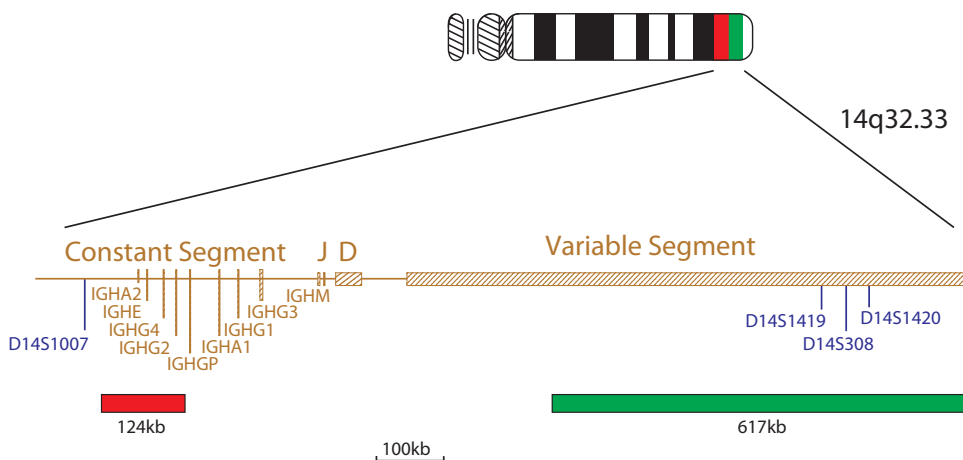 14q32.33
Constant Segment J D Variable Segment
IGHA2 IGHM
IGHE IGHG3
IGHG4 IGHG1 D14S1419 D14S1420
D14S1007 IGHG2 IGHA1 D14S308
IGHGP
124kb 617kb
100kb